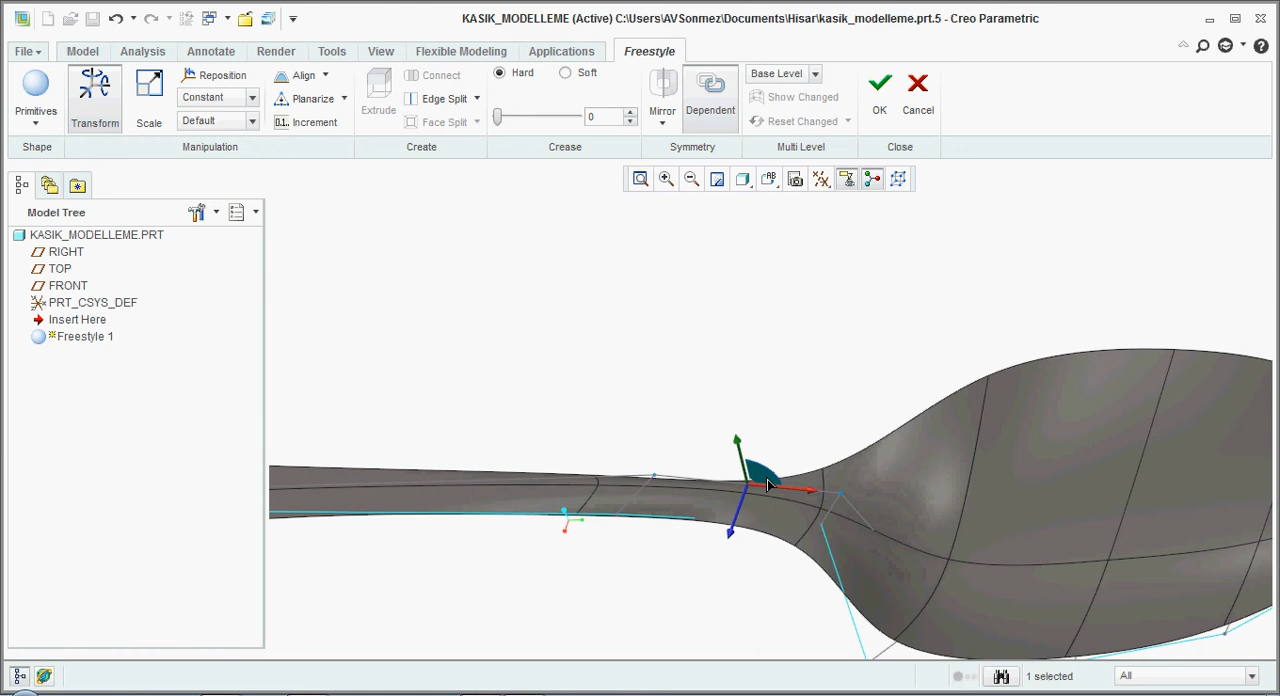 KASIK_MODELLEME (Active) C:\Users\AVSonmez\Documents\Hisar\kasik_modelleme.prt.5 - Creo Parametric
File Model Analysis Annotate Render Tools View Flexible Modeling Applications Freestyle
Primitives
Transform
Scale
Reposition
Constant
Default
Align
Planarize
0.1.. Increment
Extrude
Connect
Edge Split
Face Split
Hard Soft
0
Mirror
Dependent
Base Level
Show Changed
Reset Changed
OK
Cancel
Shape Manipulation Create Crease Symmetry Multi Level Close
Model Tree
KASIK_MODELLEME.PRT
RIGHT
TOP
FRONT
PRT_CSYS_DEF
Insert Here
Freestyle 1
1 selected
All